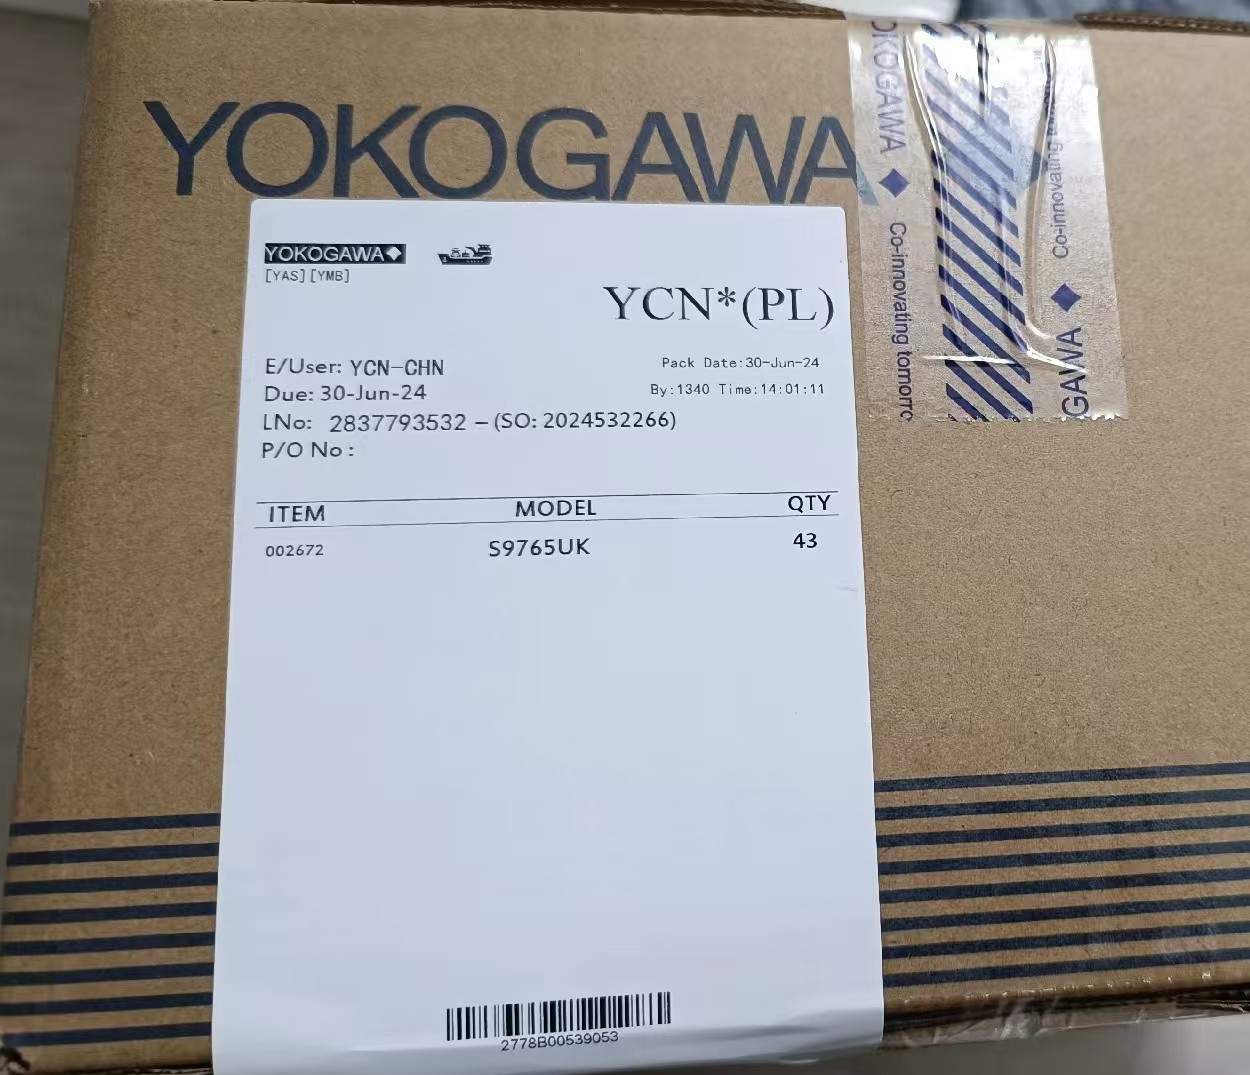 YOKOGAWA
YOKOGAWA
[YAS][YMB]
YCN*(PL)
E/User: YCN-CHN
Pack Date:30-Jun-24
Due: 30-Jun-24
By:1340 Time:14:01:11
LNo: 2837793532 – (SO: 2024532266)
P/O No :
ITEM MODEL QTY
002672 S9765UK 43
2778B00539053
OKOGAWA ◆ Co-innovating tomorro
GAWA ◆ Co-innovating